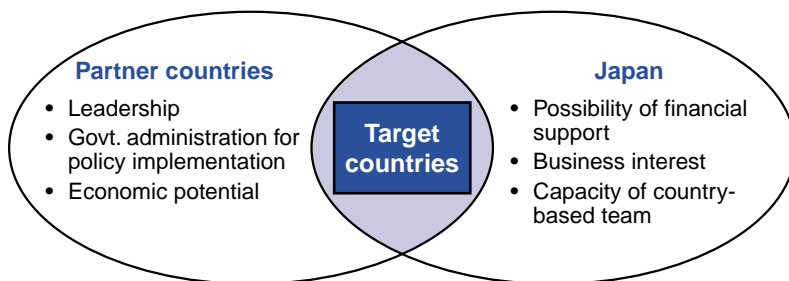 Partner countries
• Leadership
• Govt. administration for
policy implementation
• Economic potential
Target
countries
Japan
• Possibility of financial
support
• Business interest
• Capacity of country-
based team